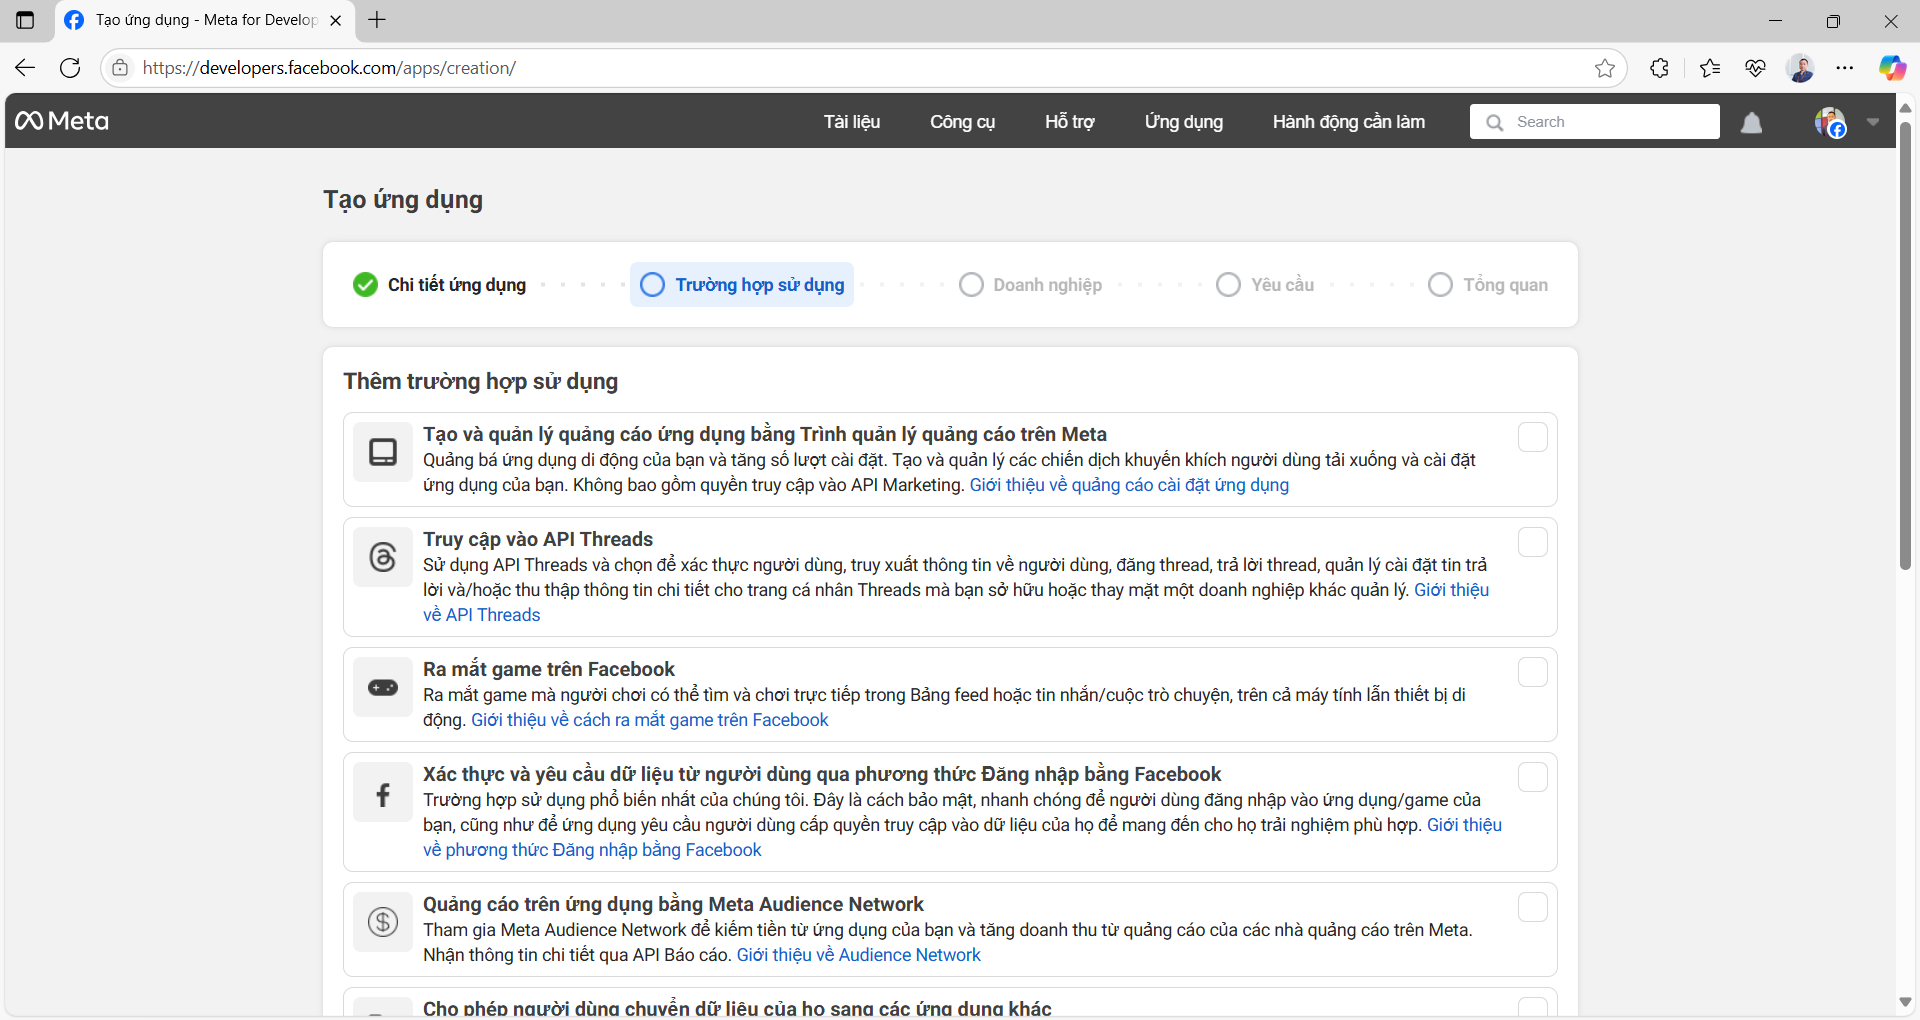 Tạo ứng dụng - Meta for Develop
https://developers.facebook.com/apps/creation/
Meta
Tài liệu
Công cụ
Hỗ trợ
Ứng dụng
Hành động cần làm
Search
Tạo ứng dụng
Chi tiết ứng dụng
Trường hợp sử dụng
Doanh nghiệp
Yêu cầu
Tổng quan
Thêm trường hợp sử dụng
Tạo và quản lý quảng cáo ứng dụng bằng Trình quản lý quảng cáo trên Meta
Quảng bá ứng dụng di động của bạn và tăng số lượt cài đặt. Tạo và quản lý các chiến dịch khuyến khích người dùng tải xuống và cài đặt
ứng dụng của bạn. Không bao gồm quyền truy cập vào API Marketing. Giới thiệu về quảng cáo cài đặt ứng dụng
Truy cập vào API Threads
Sử dụng API Threads và chọn để xác thực người dùng, truy xuất thông tin về người dùng, đăng thread, trả lời thread, quản lý cài đặt tin trả
lời và/hoặc thu thập thông tin chi tiết cho trang cá nhân Threads mà bạn sở hữu hoặc thay mặt một doanh nghiệp khác quản lý. Giới thiệu
về API Threads
Ra mắt game trên Facebook
Ra mắt game mà người chơi có thể tìm và chơi trực tiếp trong Bảng feed hoặc tin nhắn/cuộc trò chuyện, trên cả máy tính lẫn thiết bị di
động. Giới thiệu về cách ra mắt game trên Facebook
Xác thực và yêu cầu dữ liệu từ người dùng qua phương thức Đăng nhập bằng Facebook
Trường hợp sử dụng phổ biến nhất của chúng tôi. Đây là cách bảo mật, nhanh chóng để người dùng đăng nhập vào ứng dụng/game của
bạn, cũng như để ứng dụng yêu cầu người dùng cấp quyền truy cập vào dữ liệu của họ để mang đến cho họ trải nghiệm phù hợp. Giới thiệu
về phương thức Đăng nhập bằng Facebook
Quảng cáo trên ứng dụng bằng Meta Audience Network
Tham gia Meta Audience Network để kiếm tiền từ ứng dụng của bạn và tăng doanh thu từ quảng cáo của các nhà quảng cáo trên Meta.
Nhận thông tin chi tiết qua API Báo cáo. Giới thiệu về Audience Network
Cho phép người dùng chuyển dữ liệu của họ sang các ứng dụng khác